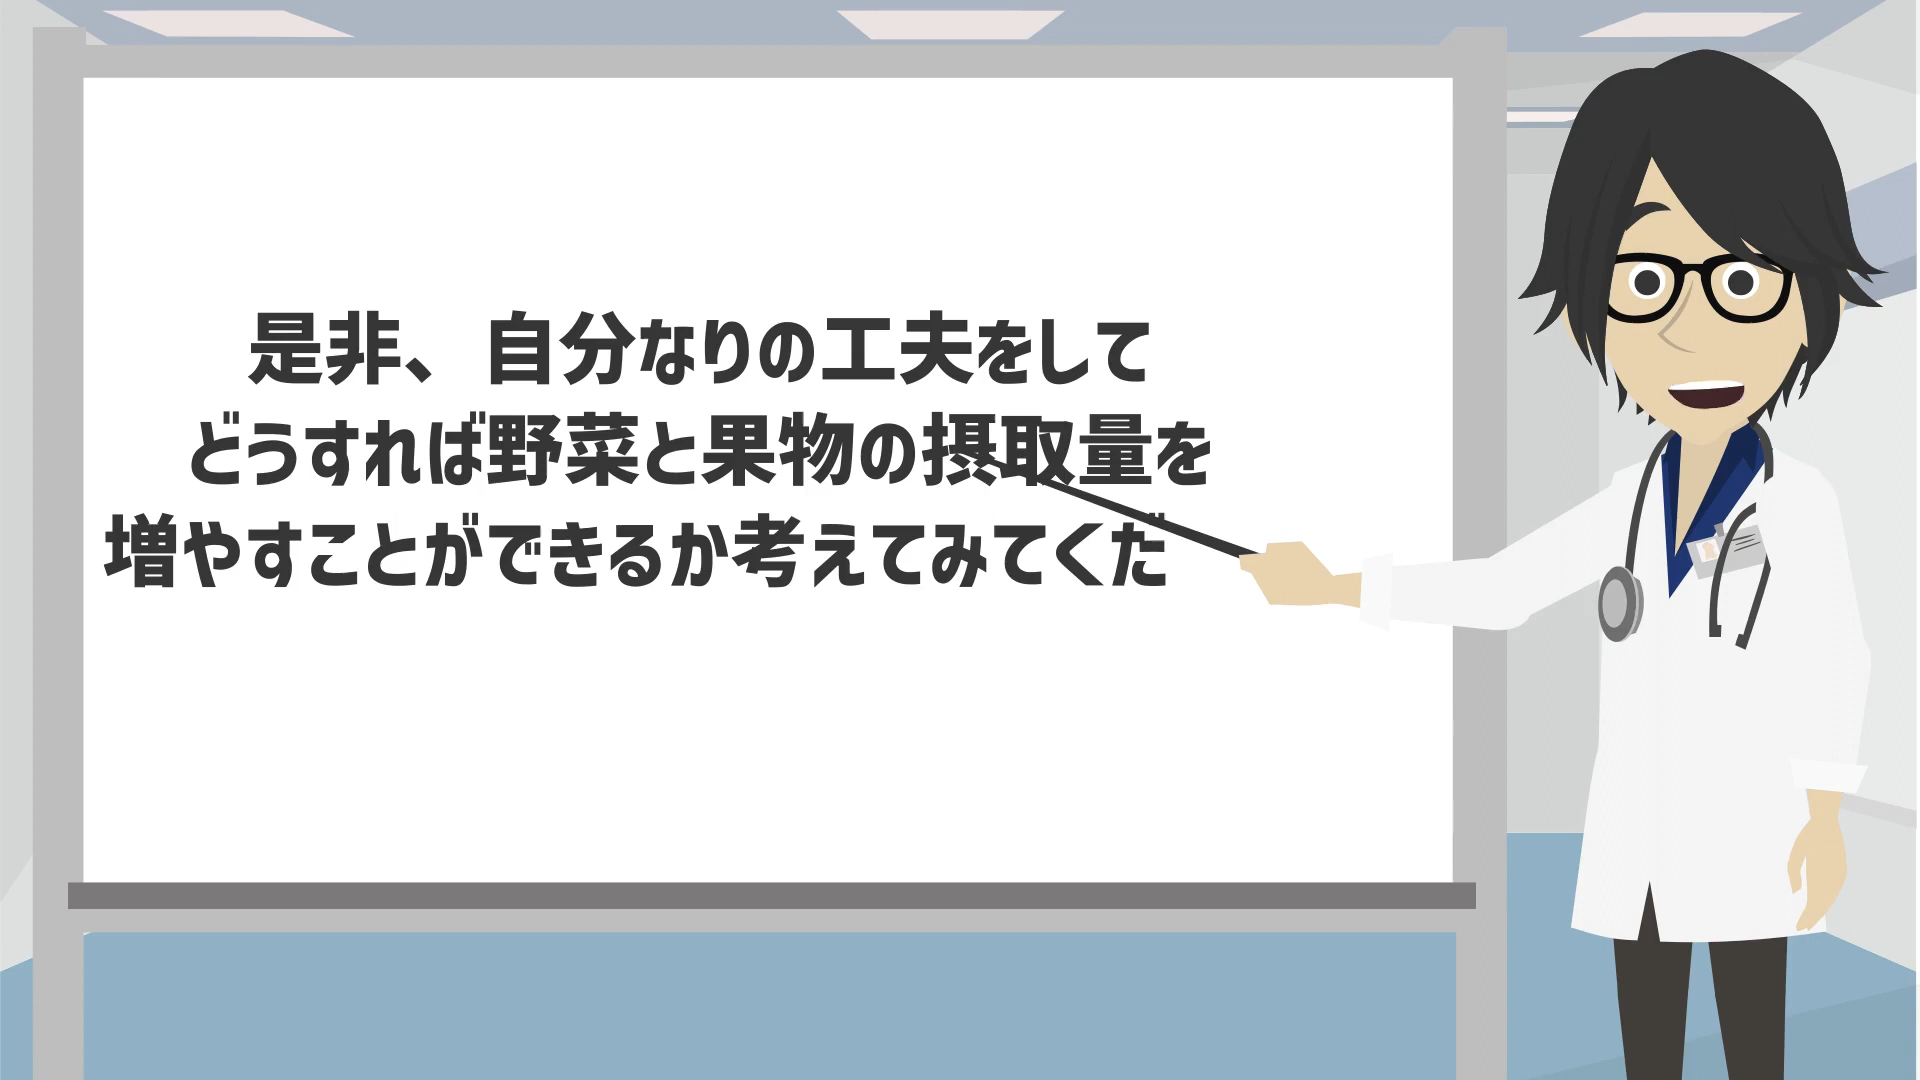 是非、自分なりの工夫をして
どうすれば野菜と果物の摂取量を
増やすことができるか考えてみてくだ